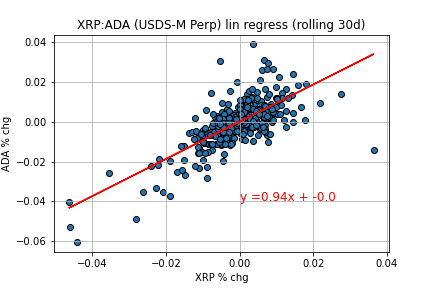 XRP:ADA (USDS-M Perp) lin regress (rolling 30d)
0.04
0.02
0.00
−0.02
−0.04
−0.06
ADA % chg
y =0.94x + -0.0
−0.04
−0.02
0.00
0.02
0.04
XRP % chg